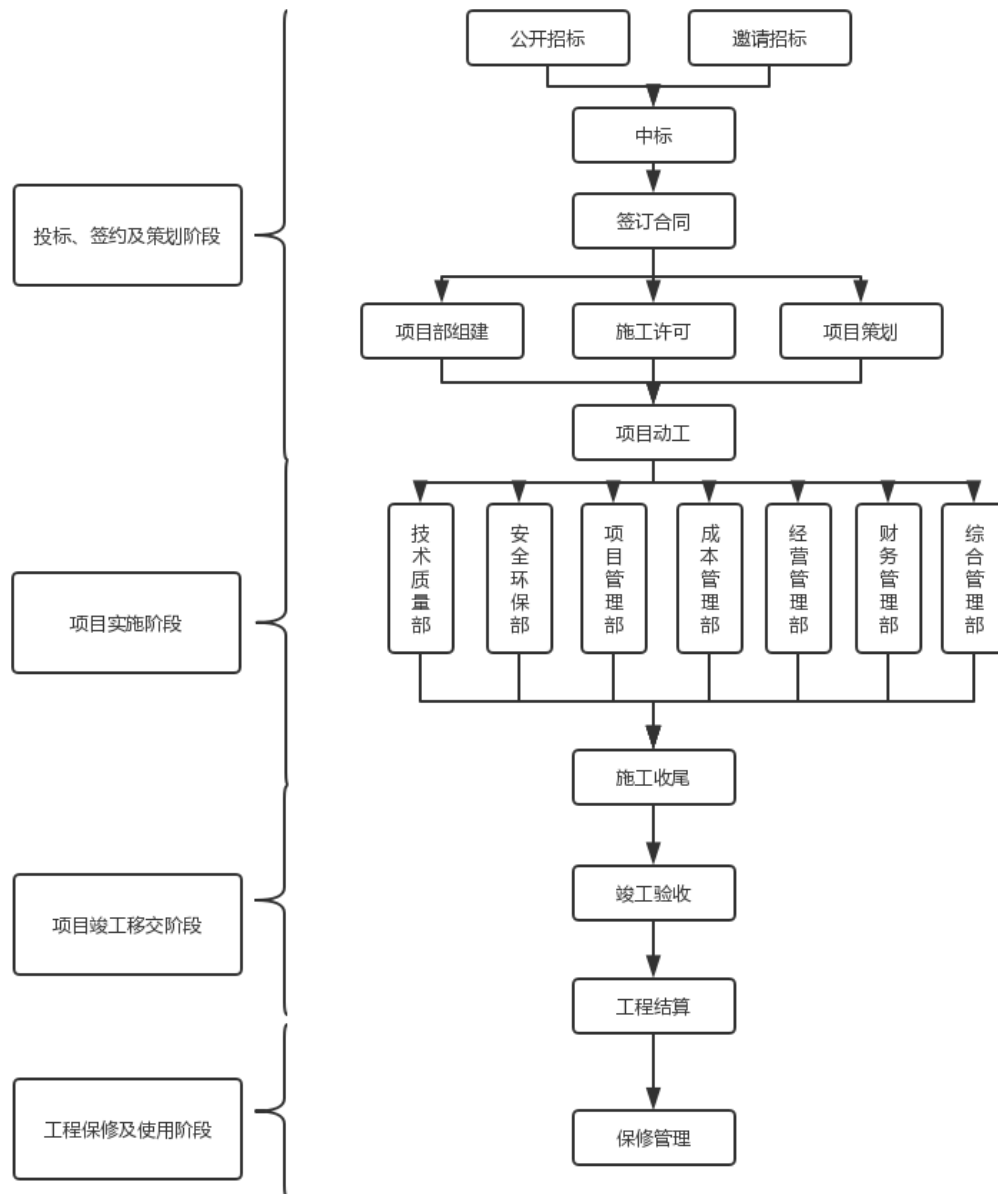 公开招标
邀请招标
中标
投标、签约及策划阶段
签订合同
项目部组建
施工许可
项目策划
项目动工
技术质量部
安全环保部
项目管理部
成本管理部
经营管理部
财务管理部
综合管理部
项目实施阶段
施工收尾
竣工验收
项目竣工移交阶段
工程结算
工程保修及使用阶段
保修管理